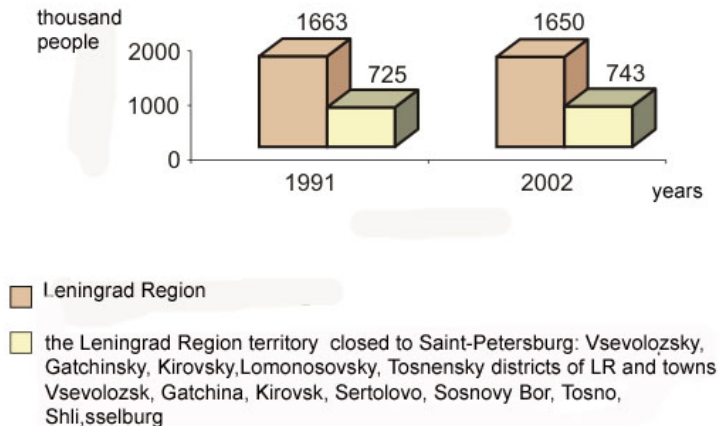 thousand
people
1663
1650
2000
725
743
1000
0
1991
2002
years
Leningrad Region
the Leningrad Region territory closed to Saint-Petersburg: Vsevolozsky,
Gatchinsky, Kirovsky,Lomonosovsky, Tosnensky districts of LR and towns
Vsevolozsk, Gatchina, Kirovsk, Sertolovo, Sosnovy Bor, Tosno,
Shli,sselburg